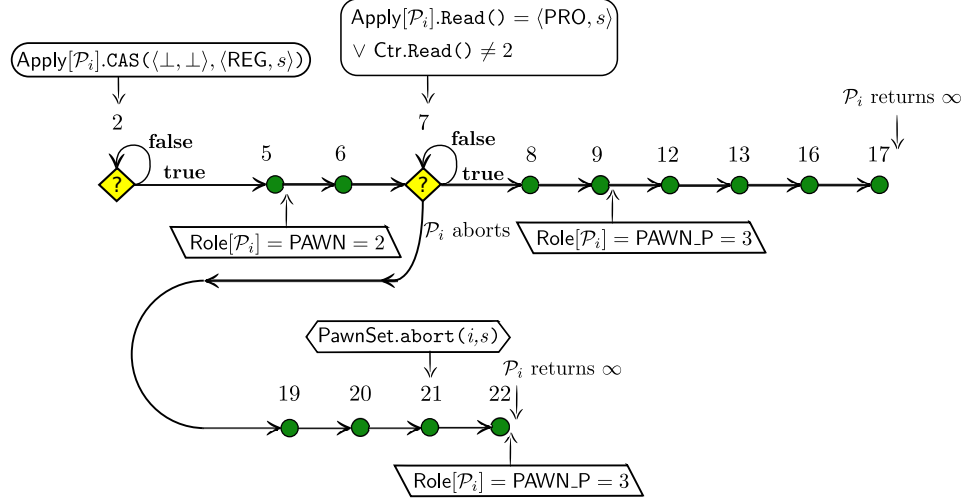 Apply[𝒫ᵢ].CAS(⟨⊥, ⊥⟩, ⟨REG, s⟩)
Apply[𝒫ᵢ].Read() = ⟨PRO, s⟩
∨ Ctr.Read() ≠ 2
𝒫ᵢ returns ∞
2
7
false
false
5
6
8
9
12
13
16
17
?
true
?
true
Role[𝒫ᵢ] = PAWN = 2
𝒫ᵢ aborts
Role[𝒫ᵢ] = PAWN_P = 3
PawnSet.abort(i,s)
𝒫ᵢ returns ∞
19
20
21
22
Role[𝒫ᵢ] = PAWN_P = 3